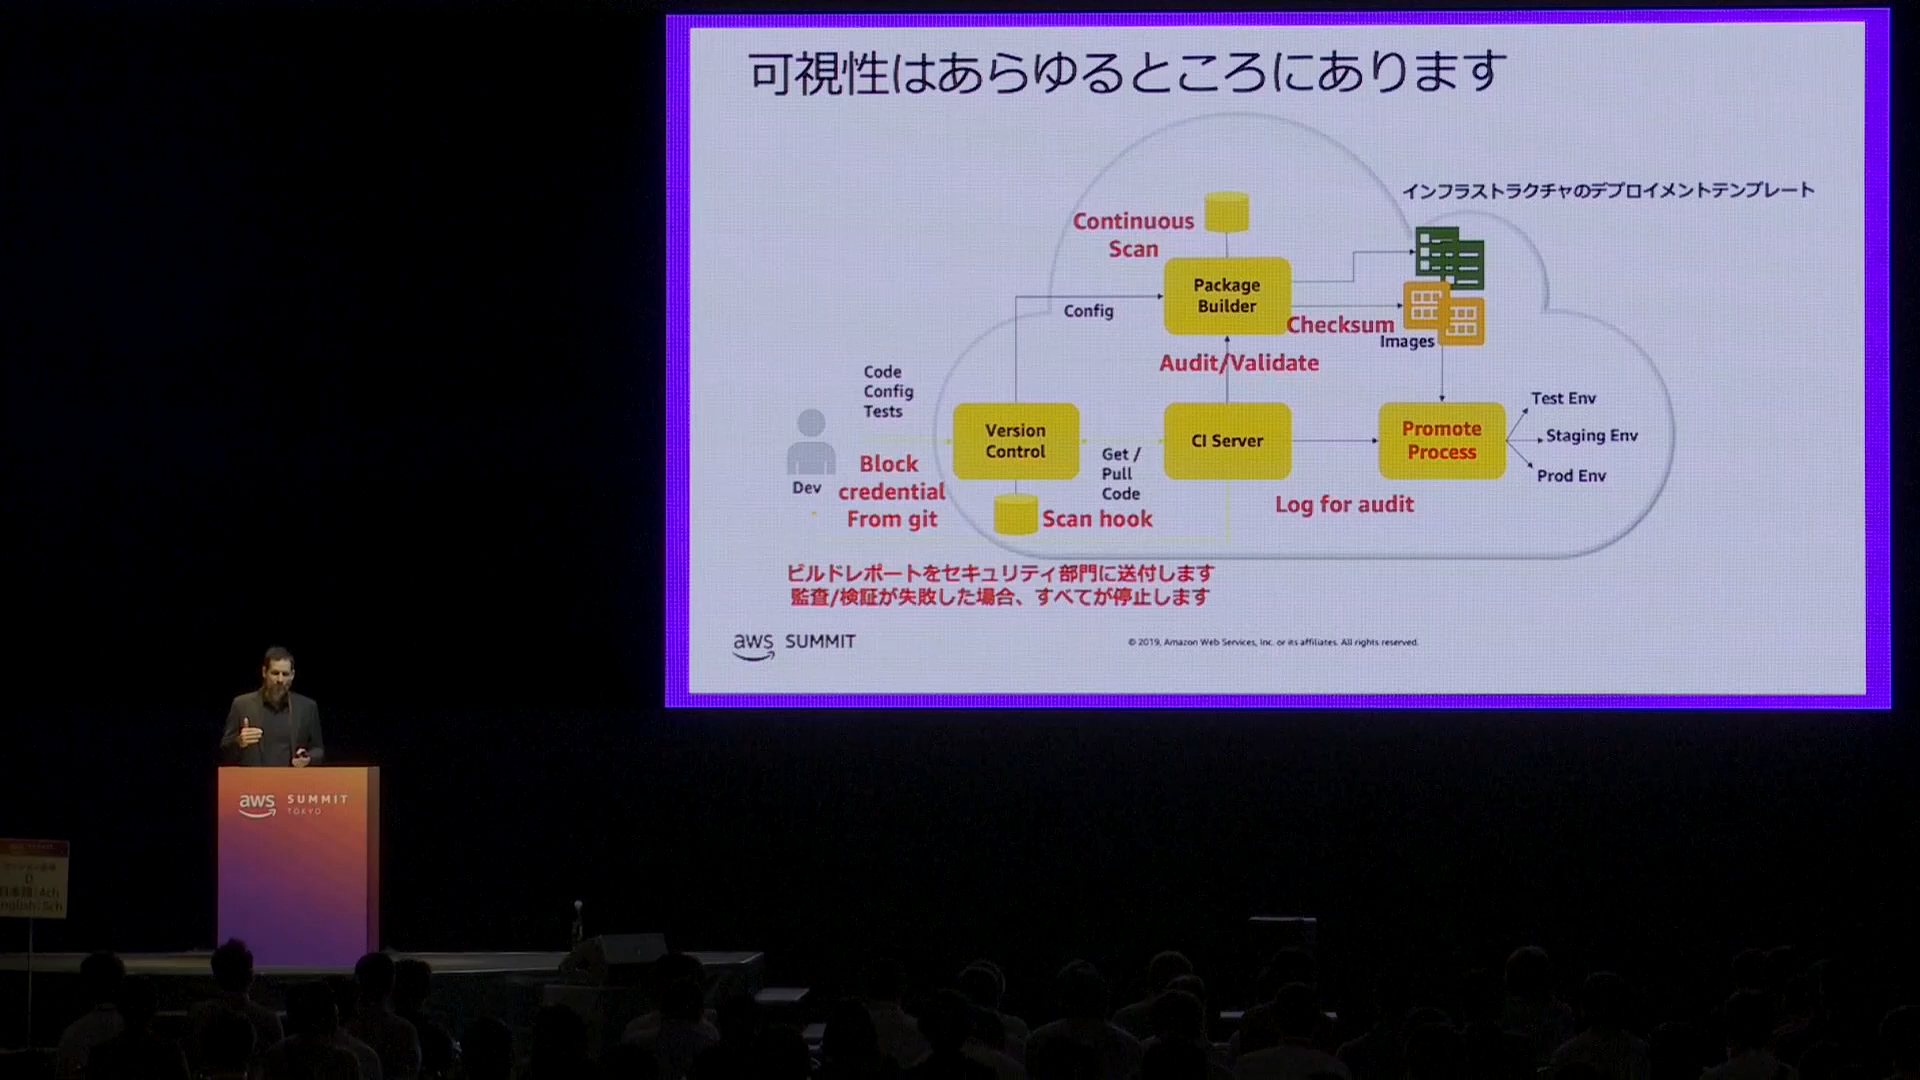 可視性はあらゆるところにあります
インフラストラクチャのデプロイメントテンプレート
Continuous
Scan
Package
Builder
Config
Checksum
Images
Audit/Validate
Code
Config
Tests
Dev
Block
credential
From git
Version
Control
Scan hook
Get /
Pull
Code
CI Server
Log for audit
Promote
Process
Test Env
Staging Env
Prod Env
ビルドレポートをセキュリティ部門に送付します
監査/検証が失敗した場合、すべてが停止します
aws SUMMIT
© 2019, Amazon Web Services, Inc. or its affiliates. All rights reserved.
aws SUMMIT
TOKYO